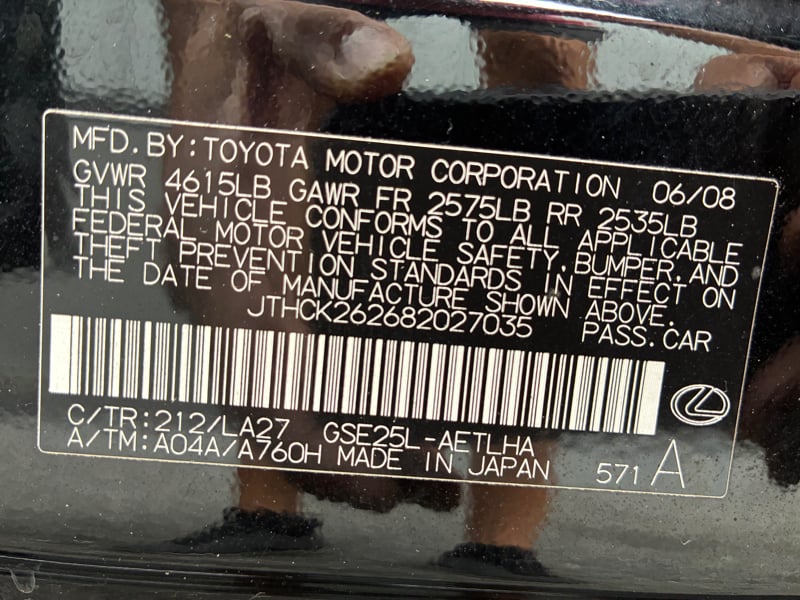 MFD. BY: TOYOTA MOTOR CORPORATION 06/08
GVWR 4615LB GAWR FR 2575LB RR 2535LB
THIS VEHICLE CONFORMS TO ALL APPLICABLE
FEDERAL MOTOR VEHICLE SAFETY, BUMPER, AND
THEFT PREVENTION STANDARDS IN EFFECT ON
THE DATE OF MANUFACTURE SHOWN ABOVE.
JTHCK262682027035 PASS. CAR
C/TR: 212/LA27 GSE25L-AETLHA
A/TM: A04A/A760H MADE IN JAPAN 571 A